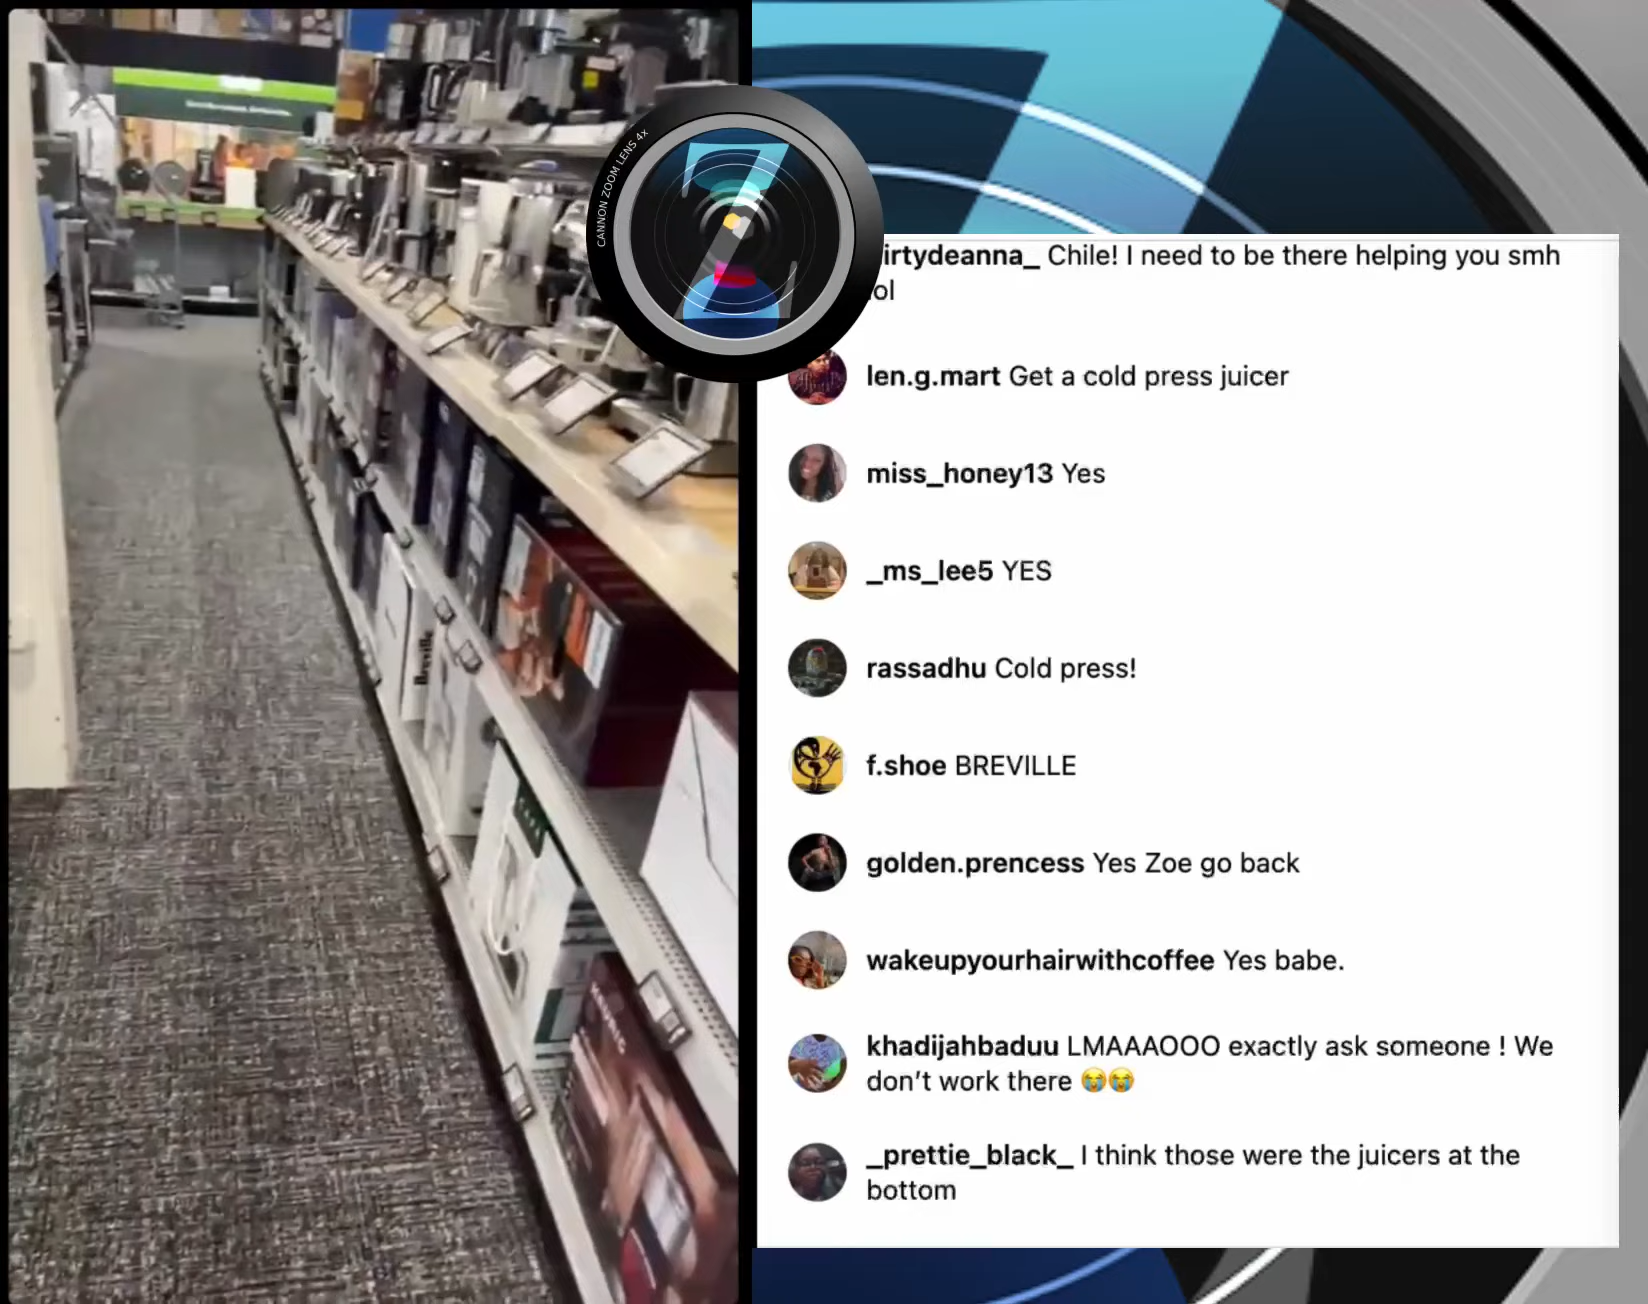 CANNON ZOOM LENS 4x
irtydeanna_ Chile! I need to be there helping you smh
lol
len.g.mart Get a cold press juicer
miss_honey13 Yes
_ms_lee5 YES
rassadhu Cold press!
f.shoe BREVILLE
golden.prencess Yes Zoe go back
wakeupyourhairwithcoffee Yes babe.
khadijahbaduu LMAAAOOO exactly ask someone ! We
don't work there 😭😭
_prettie_black_ I think those were the juicers at the
bottom
Breville